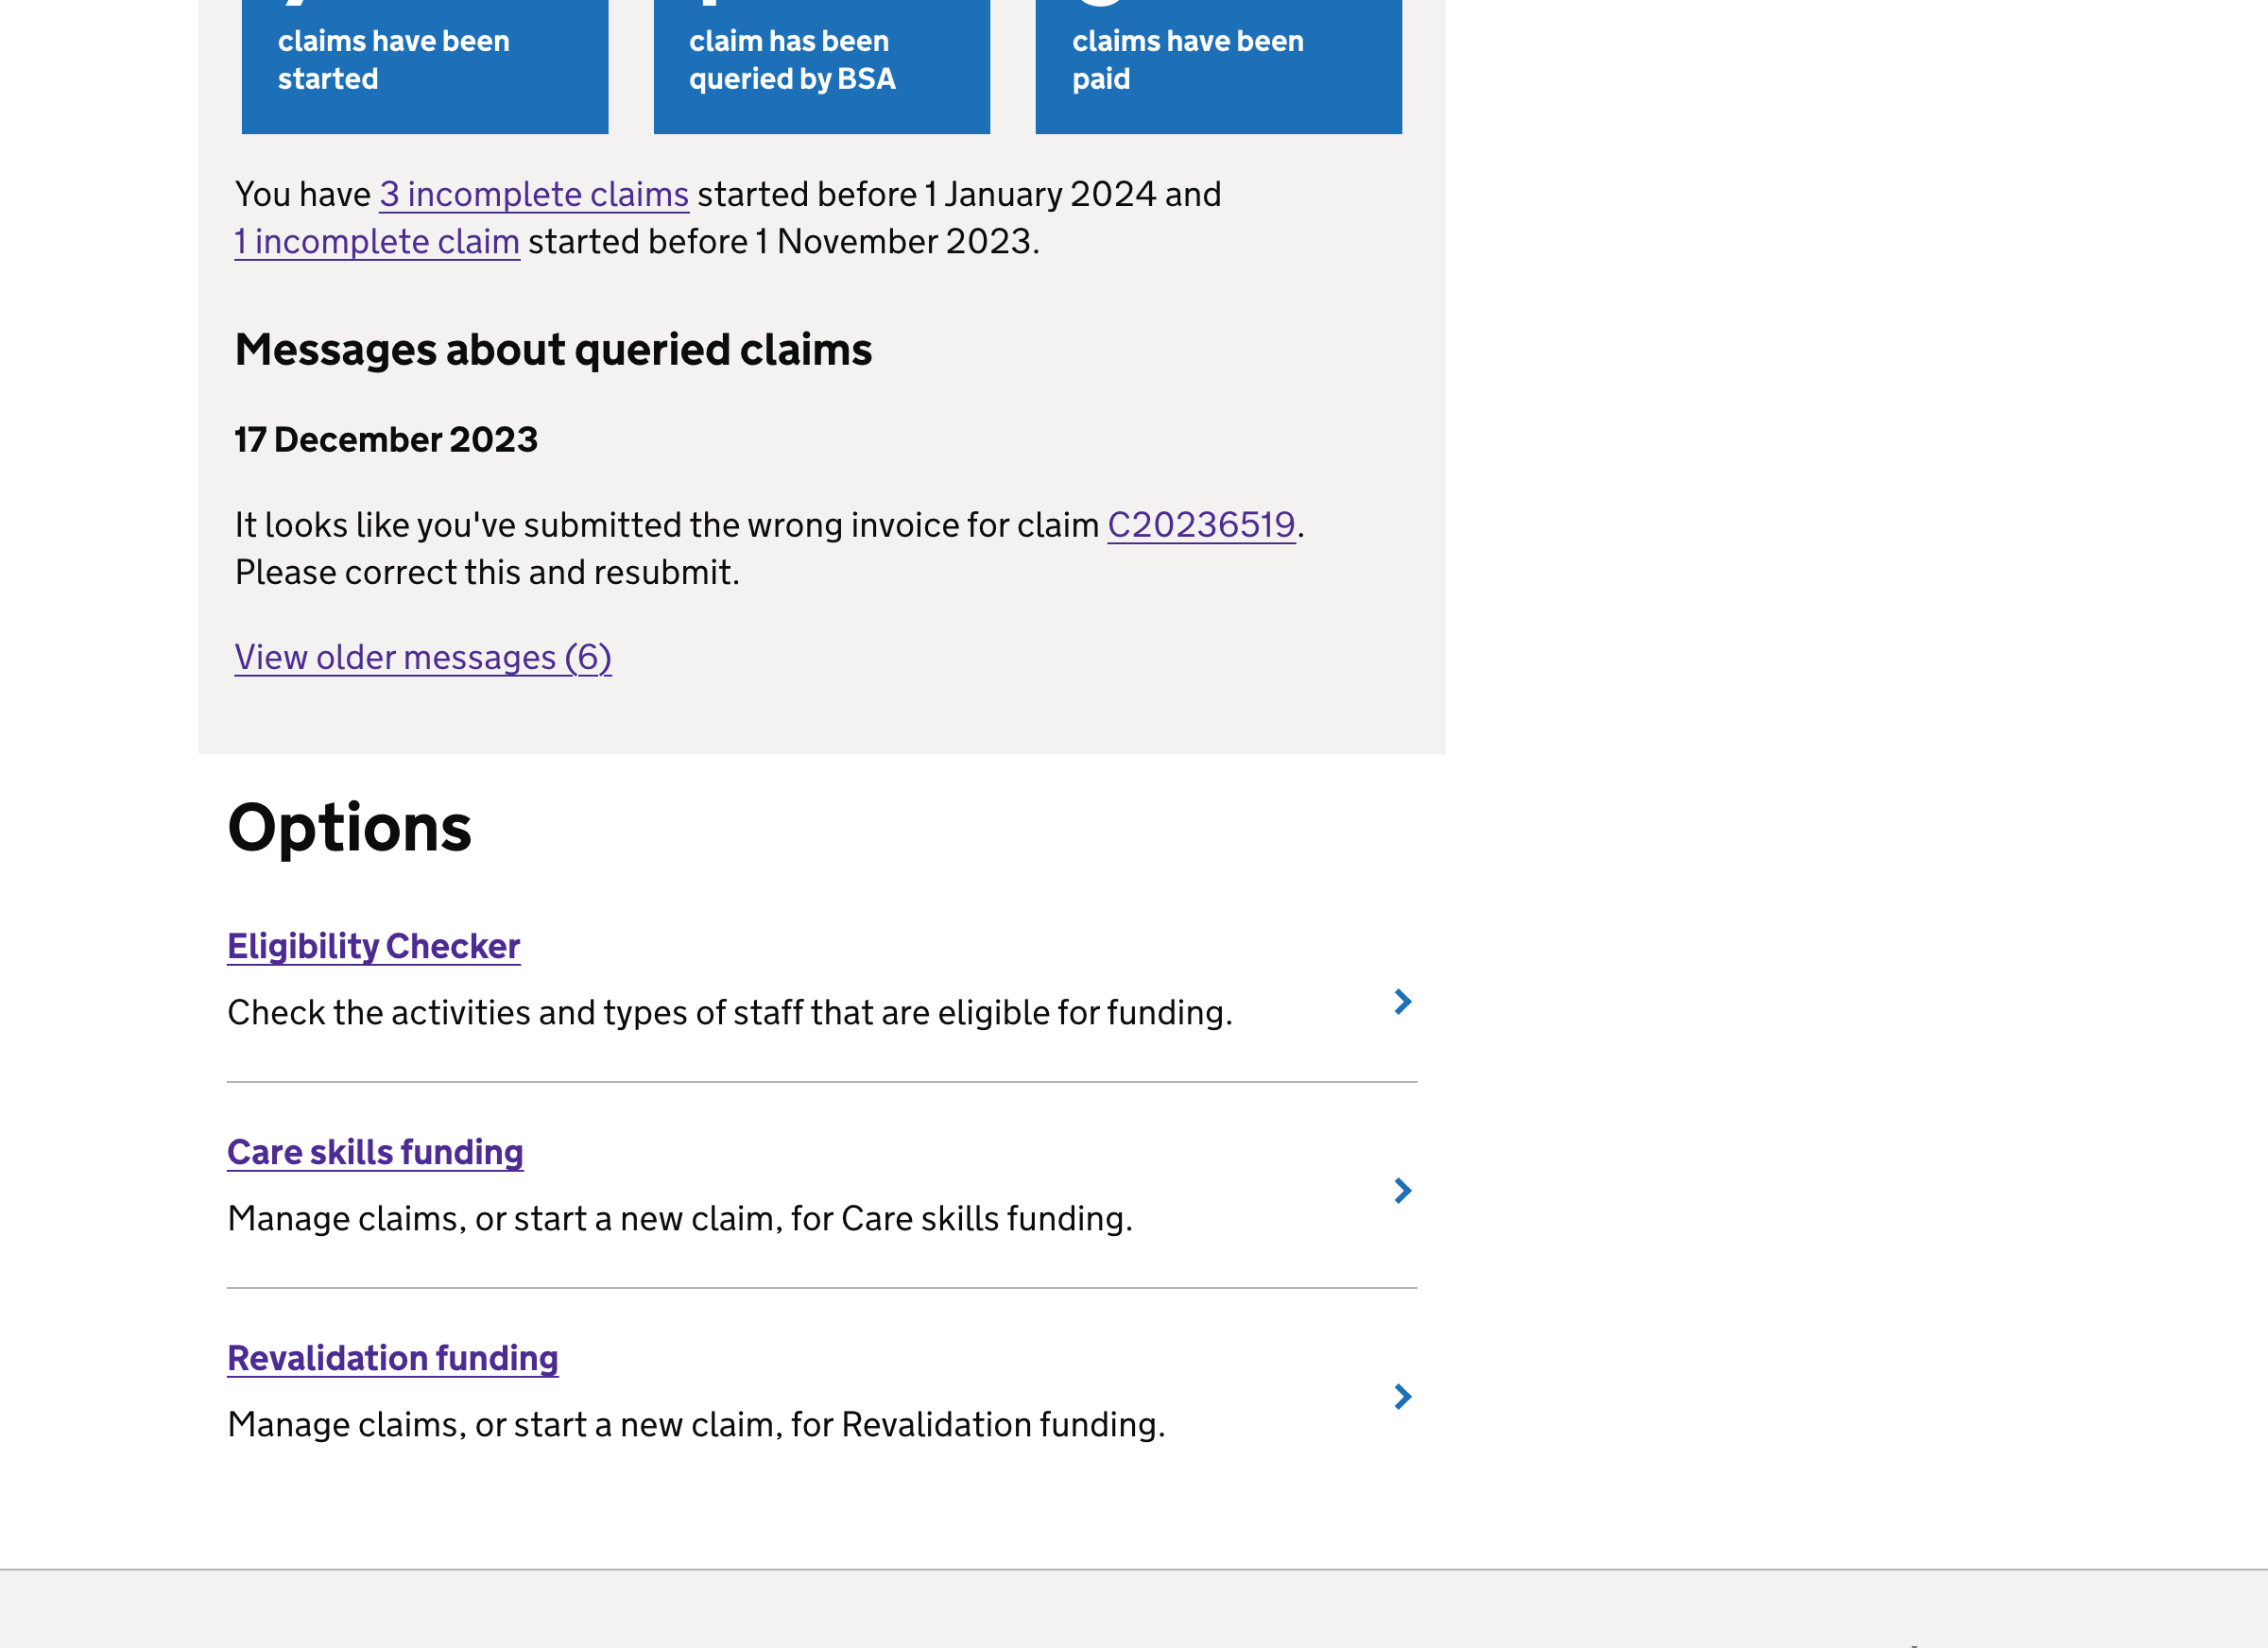 claims have been
started
claim has been
queried by BSA
claims have been
paid
You have 3 incomplete claims started before 1 January 2024 and
1 incomplete claim started before 1 November 2023.
Messages about queried claims
17 December 2023
It looks like you've submitted the wrong invoice for claim C20236519.
Please correct this and resubmit.
View older messages (6)
Options
Eligibility Checker
Check the activities and types of staff that are eligible for funding.
Care skills funding
Manage claims, or start a new claim, for Care skills funding.
Revalidation funding
Manage claims, or start a new claim, for Revalidation funding.